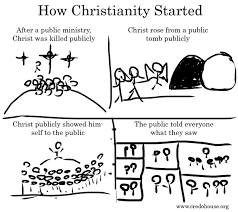 How Christianity Started
After a public ministry,
Christ was killed publicly
Christ rose from a public
tomb publicly
Christ publicly showed him-
self to the public
The public told everyone
what they saw
www.credohouse.org